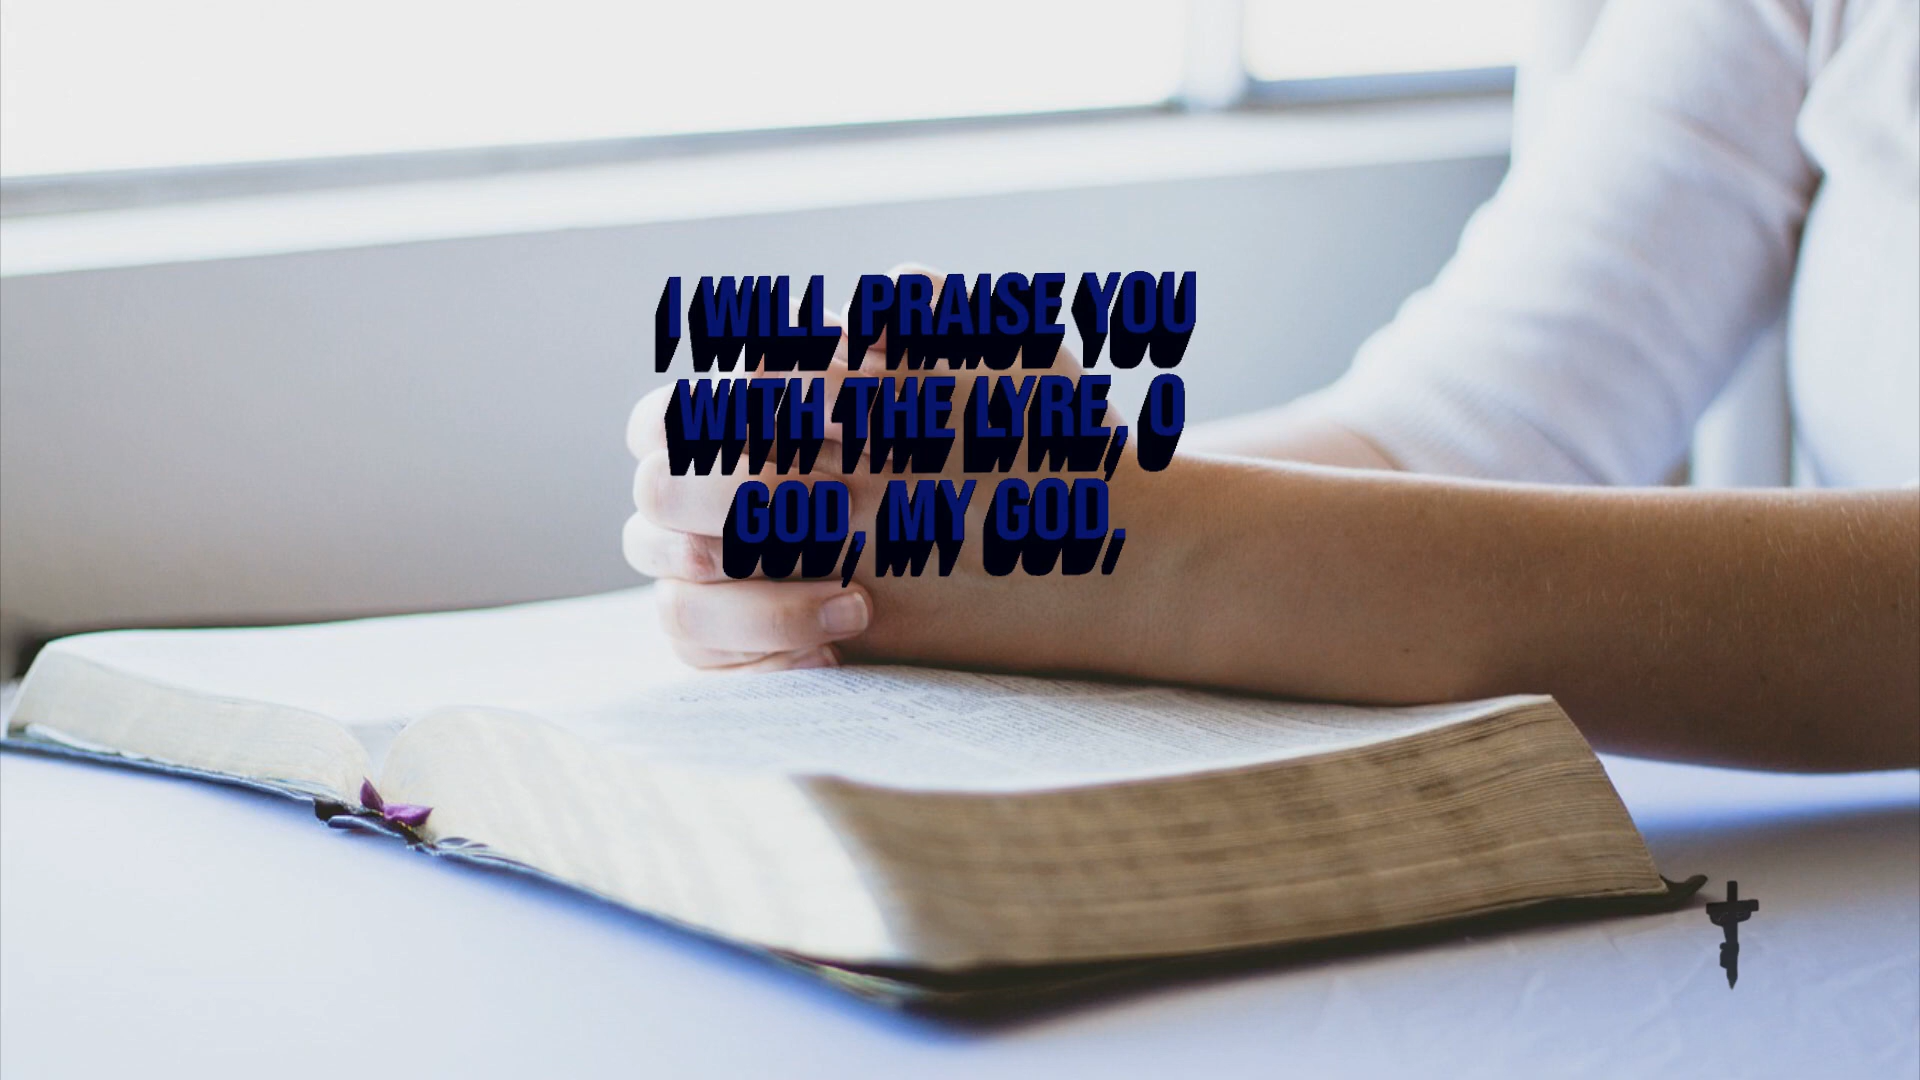 I WILL PRAISE YOU
WITH THE LYRE, O
GOD, MY GOD,